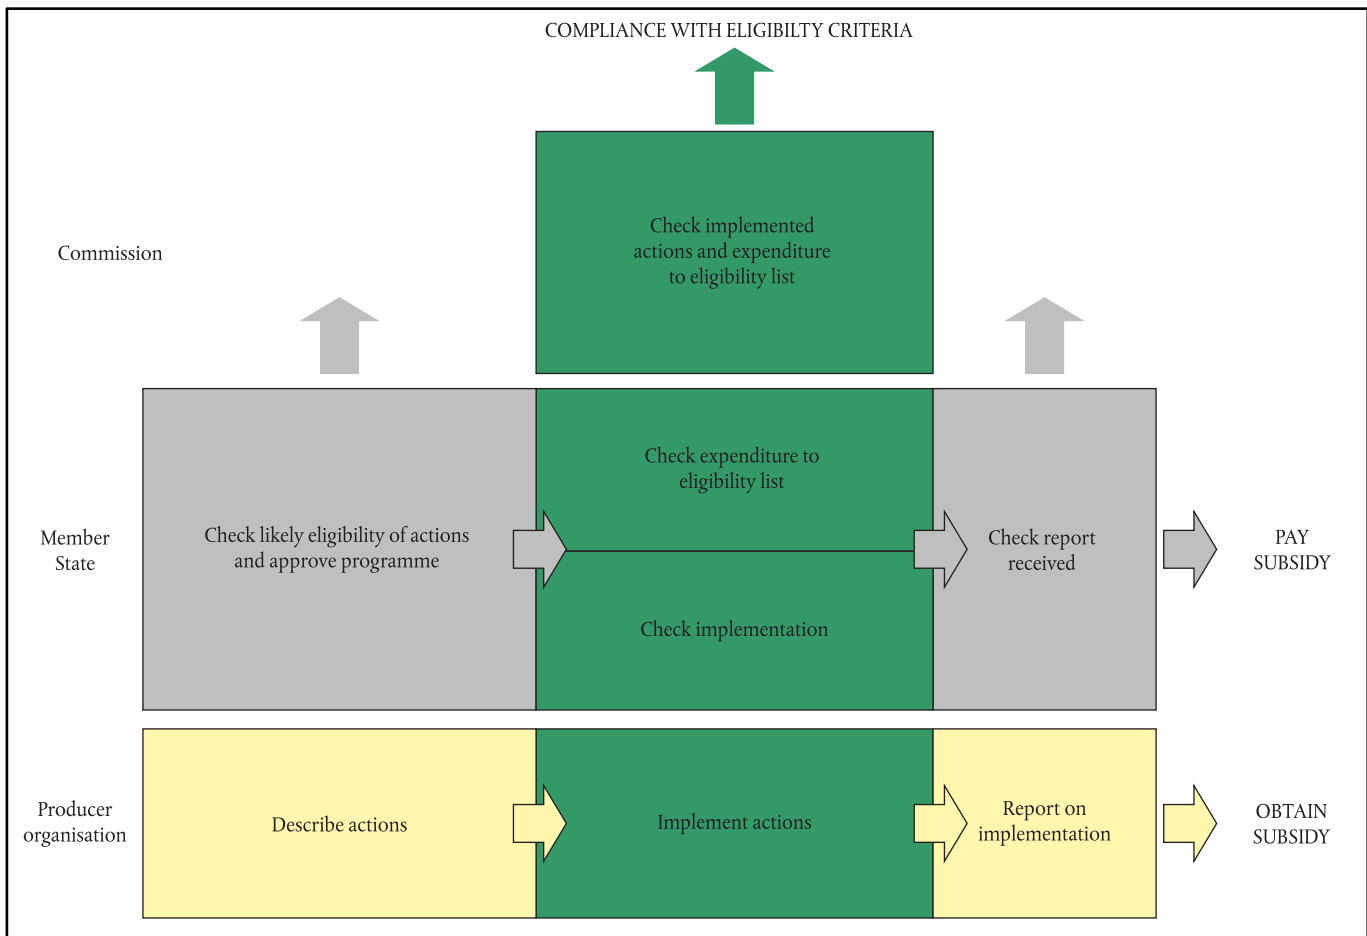 COMPLIANCE WITH ELIGIBILTY CRITERIA
Commission
Check implemented
actions and expenditure
to eligibility list
Member
State
Check likely eligibility of actions
and approve programme
Check expenditure to
eligibility list
Check implementation
Check report
received
PAY
SUBSIDY
Producer
organisation
Describe actions
Implement actions
Report on
implementation
OBTAIN
SUBSIDY